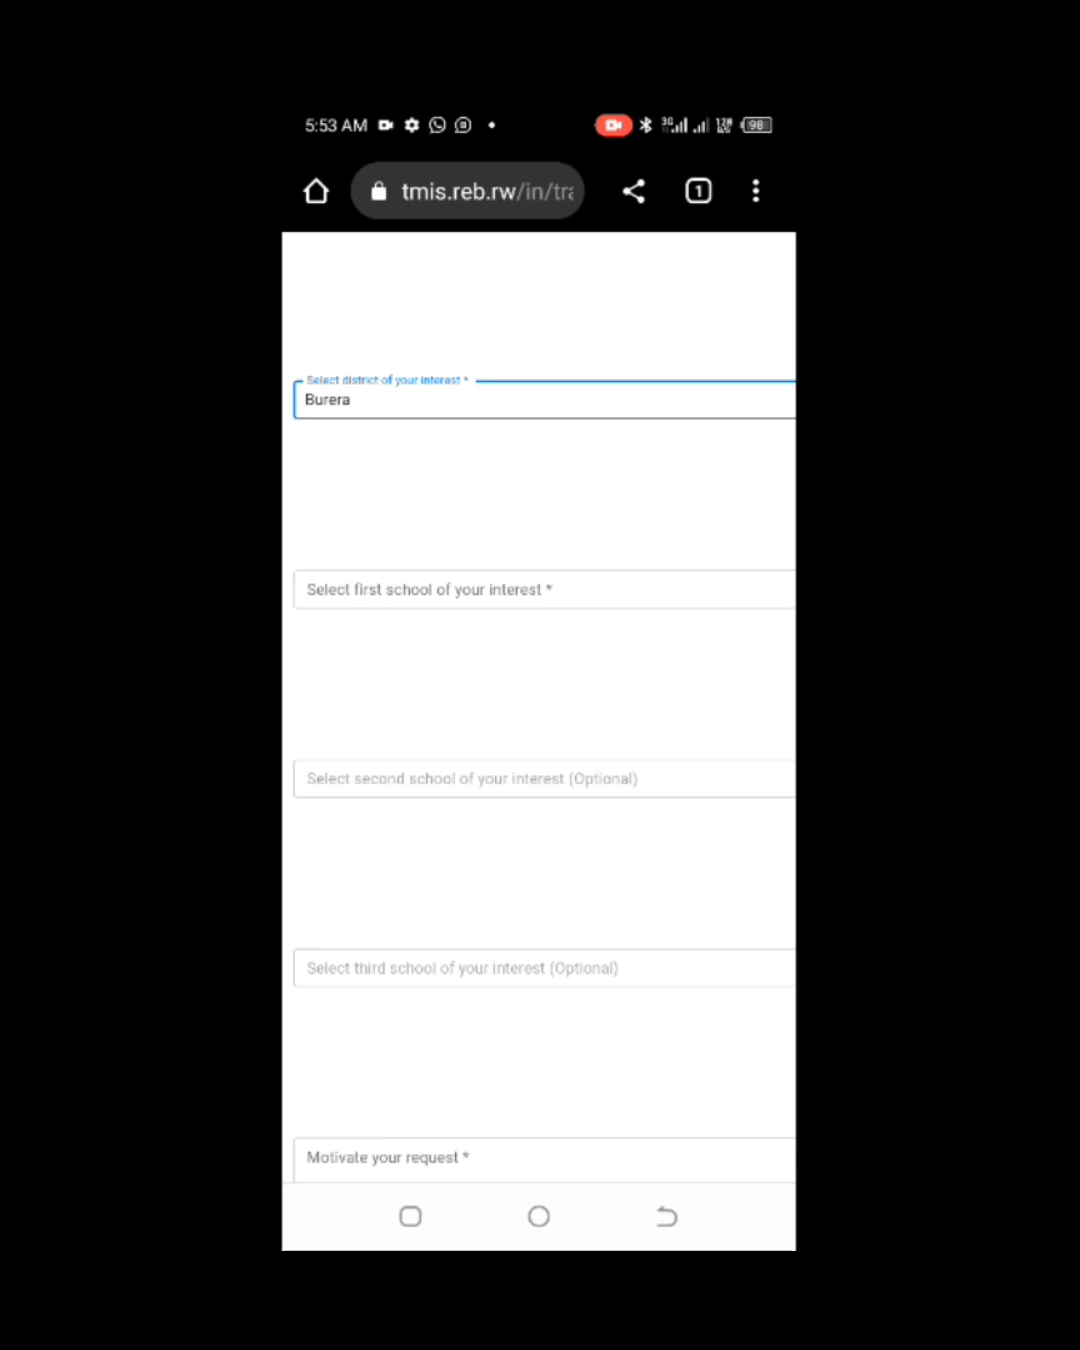 5:53 AM
98
tmis.reb.rw/in/tra
1
Select district of your interest *
Burera
Select first school of your interest *
Select second school of your interest (Optional)
Select third school of your interest (Optional)
Motivate your request *